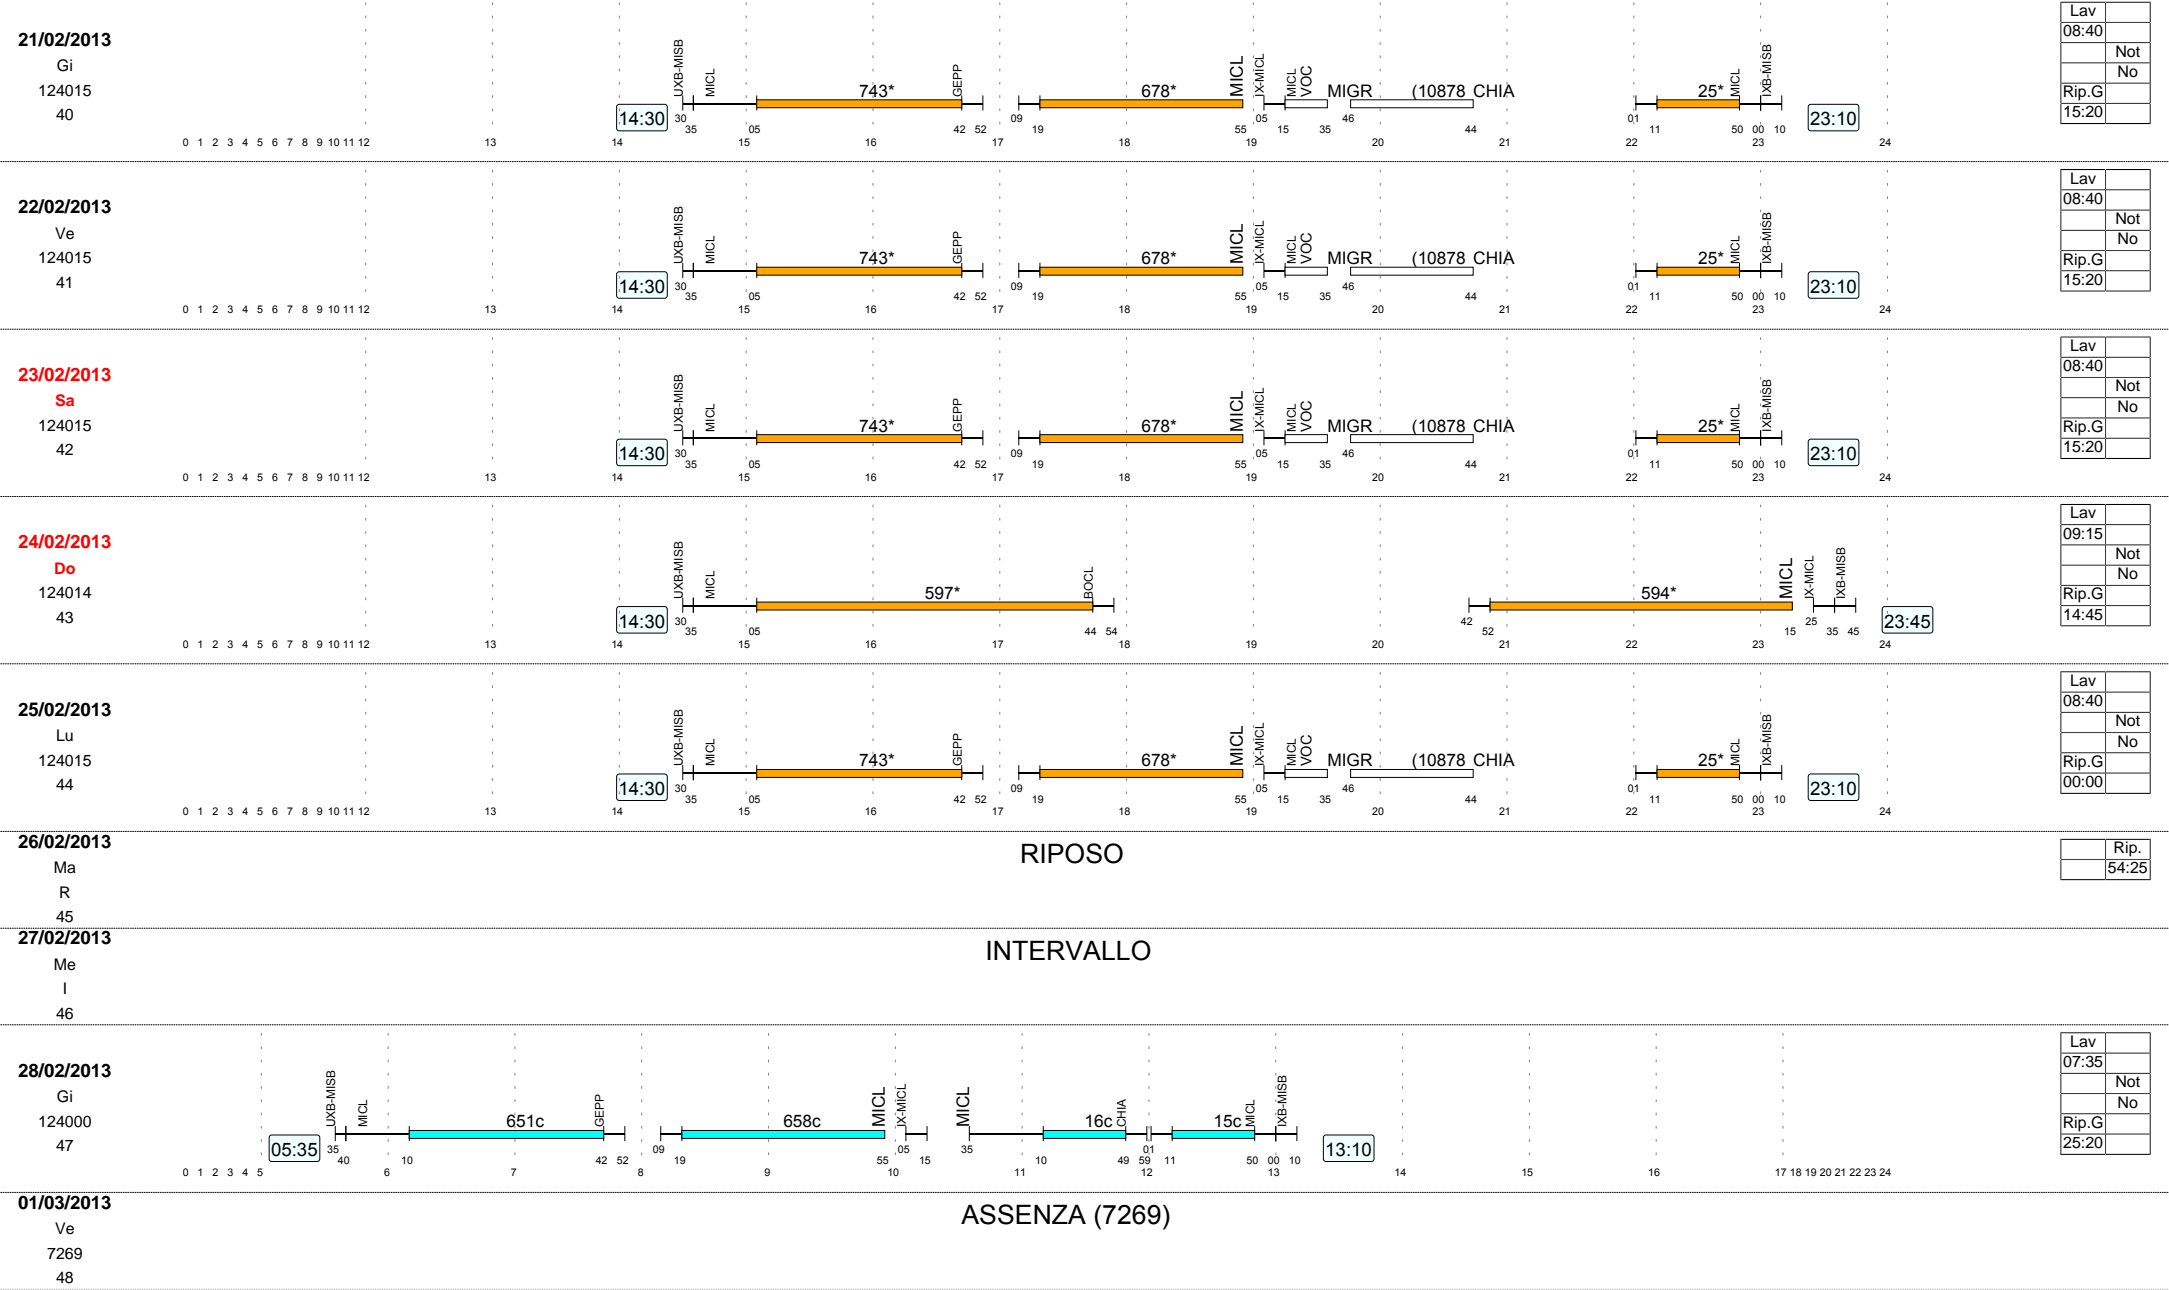 21/02/2013
Gi
124015
40
UXB-MISB MICL 743* GEPP 678* MICL IX-MICL MICL VOC MIGR (10878 CHIA 25* MICL IXB-MISB
14:30 30 35 05 42 52 09 19 55 05 15 35 46 44 01 11 50 00 10 23:10
0 1 2 3 4 5 6 7 8 9 10 11 12 13 14 15 16 17 18 19 20 21 22 23 24
Lav
08:40
Not
No
Rip.G
15:20
22/02/2013
Ve
124015
41
UXB-MISB MICL 743* GEPP 678* MICL IX-MICL MICL VOC MIGR (10878 CHIA 25* MICL IXB-MISB
14:30 30 35 05 42 52 09 19 55 05 15 35 46 44 01 11 50 00 10 23:10
0 1 2 3 4 5 6 7 8 9 10 11 12 13 14 15 16 17 18 19 20 21 22 23 24
Lav
08:40
Not
No
Rip.G
15:20
23/02/2013
Sa
124015
42
UXB-MISB MICL 743* GEPP 678* MICL IX-MICL MICL VOC MIGR (10878 CHIA 25* MICL IXB-MISB
14:30 30 35 05 42 52 09 19 55 05 15 35 46 44 01 11 50 00 10 23:10
0 1 2 3 4 5 6 7 8 9 10 11 12 13 14 15 16 17 18 19 20 21 22 23 24
Lav
08:40
Not
No
Rip.G
15:20
24/02/2013
Do
124014
43
UXB-MISB MICL 597* BOCL 594* MICL IX-MICL IXB-MISB
14:30 30 35 05 44 54 42 52 15 25 35 45 23:45
0 1 2 3 4 5 6 7 8 9 10 11 12 13 14 15 16 17 18 19 20 21 22 23 24
Lav
09:15
Not
No
Rip.G
14:45
25/02/2013
Lu
124015
44
UXB-MISB MICL 743* GEPP 678* MICL IX-MICL MICL VOC MIGR (10878 CHIA 25* MICL IXB-MISB
14:30 30 35 05 42 52 09 19 55 05 15 35 46 44 01 11 50 00 10 23:10
0 1 2 3 4 5 6 7 8 9 10 11 12 13 14 15 16 17 18 19 20 21 22 23 24
Lav
08:40
Not
No
Rip.G
00:00
26/02/2013
Ma
R
45
RIPOSO
Rip.
54:25
27/02/2013
Me
I
46
INTERVALLO
28/02/2013
Gi
124000
47
UXB-MISB MICL 651c GEPP 658c MICL IX-MICL MICL 16c CHIA 15c MICL IXB-MISB
05:35 35 40 10 42 52 09 19 55 05 15 35 10 49 59 01 11 50 00 10 13:10
0 1 2 3 4 5 6 7 8 9 10 11 12 13 14 15 16 17 18 19 20 21 22 23 24
Lav
07:35
Not
No
Rip.G
25:20
01/03/2013
Ve
7269
48
ASSENZA (7269)